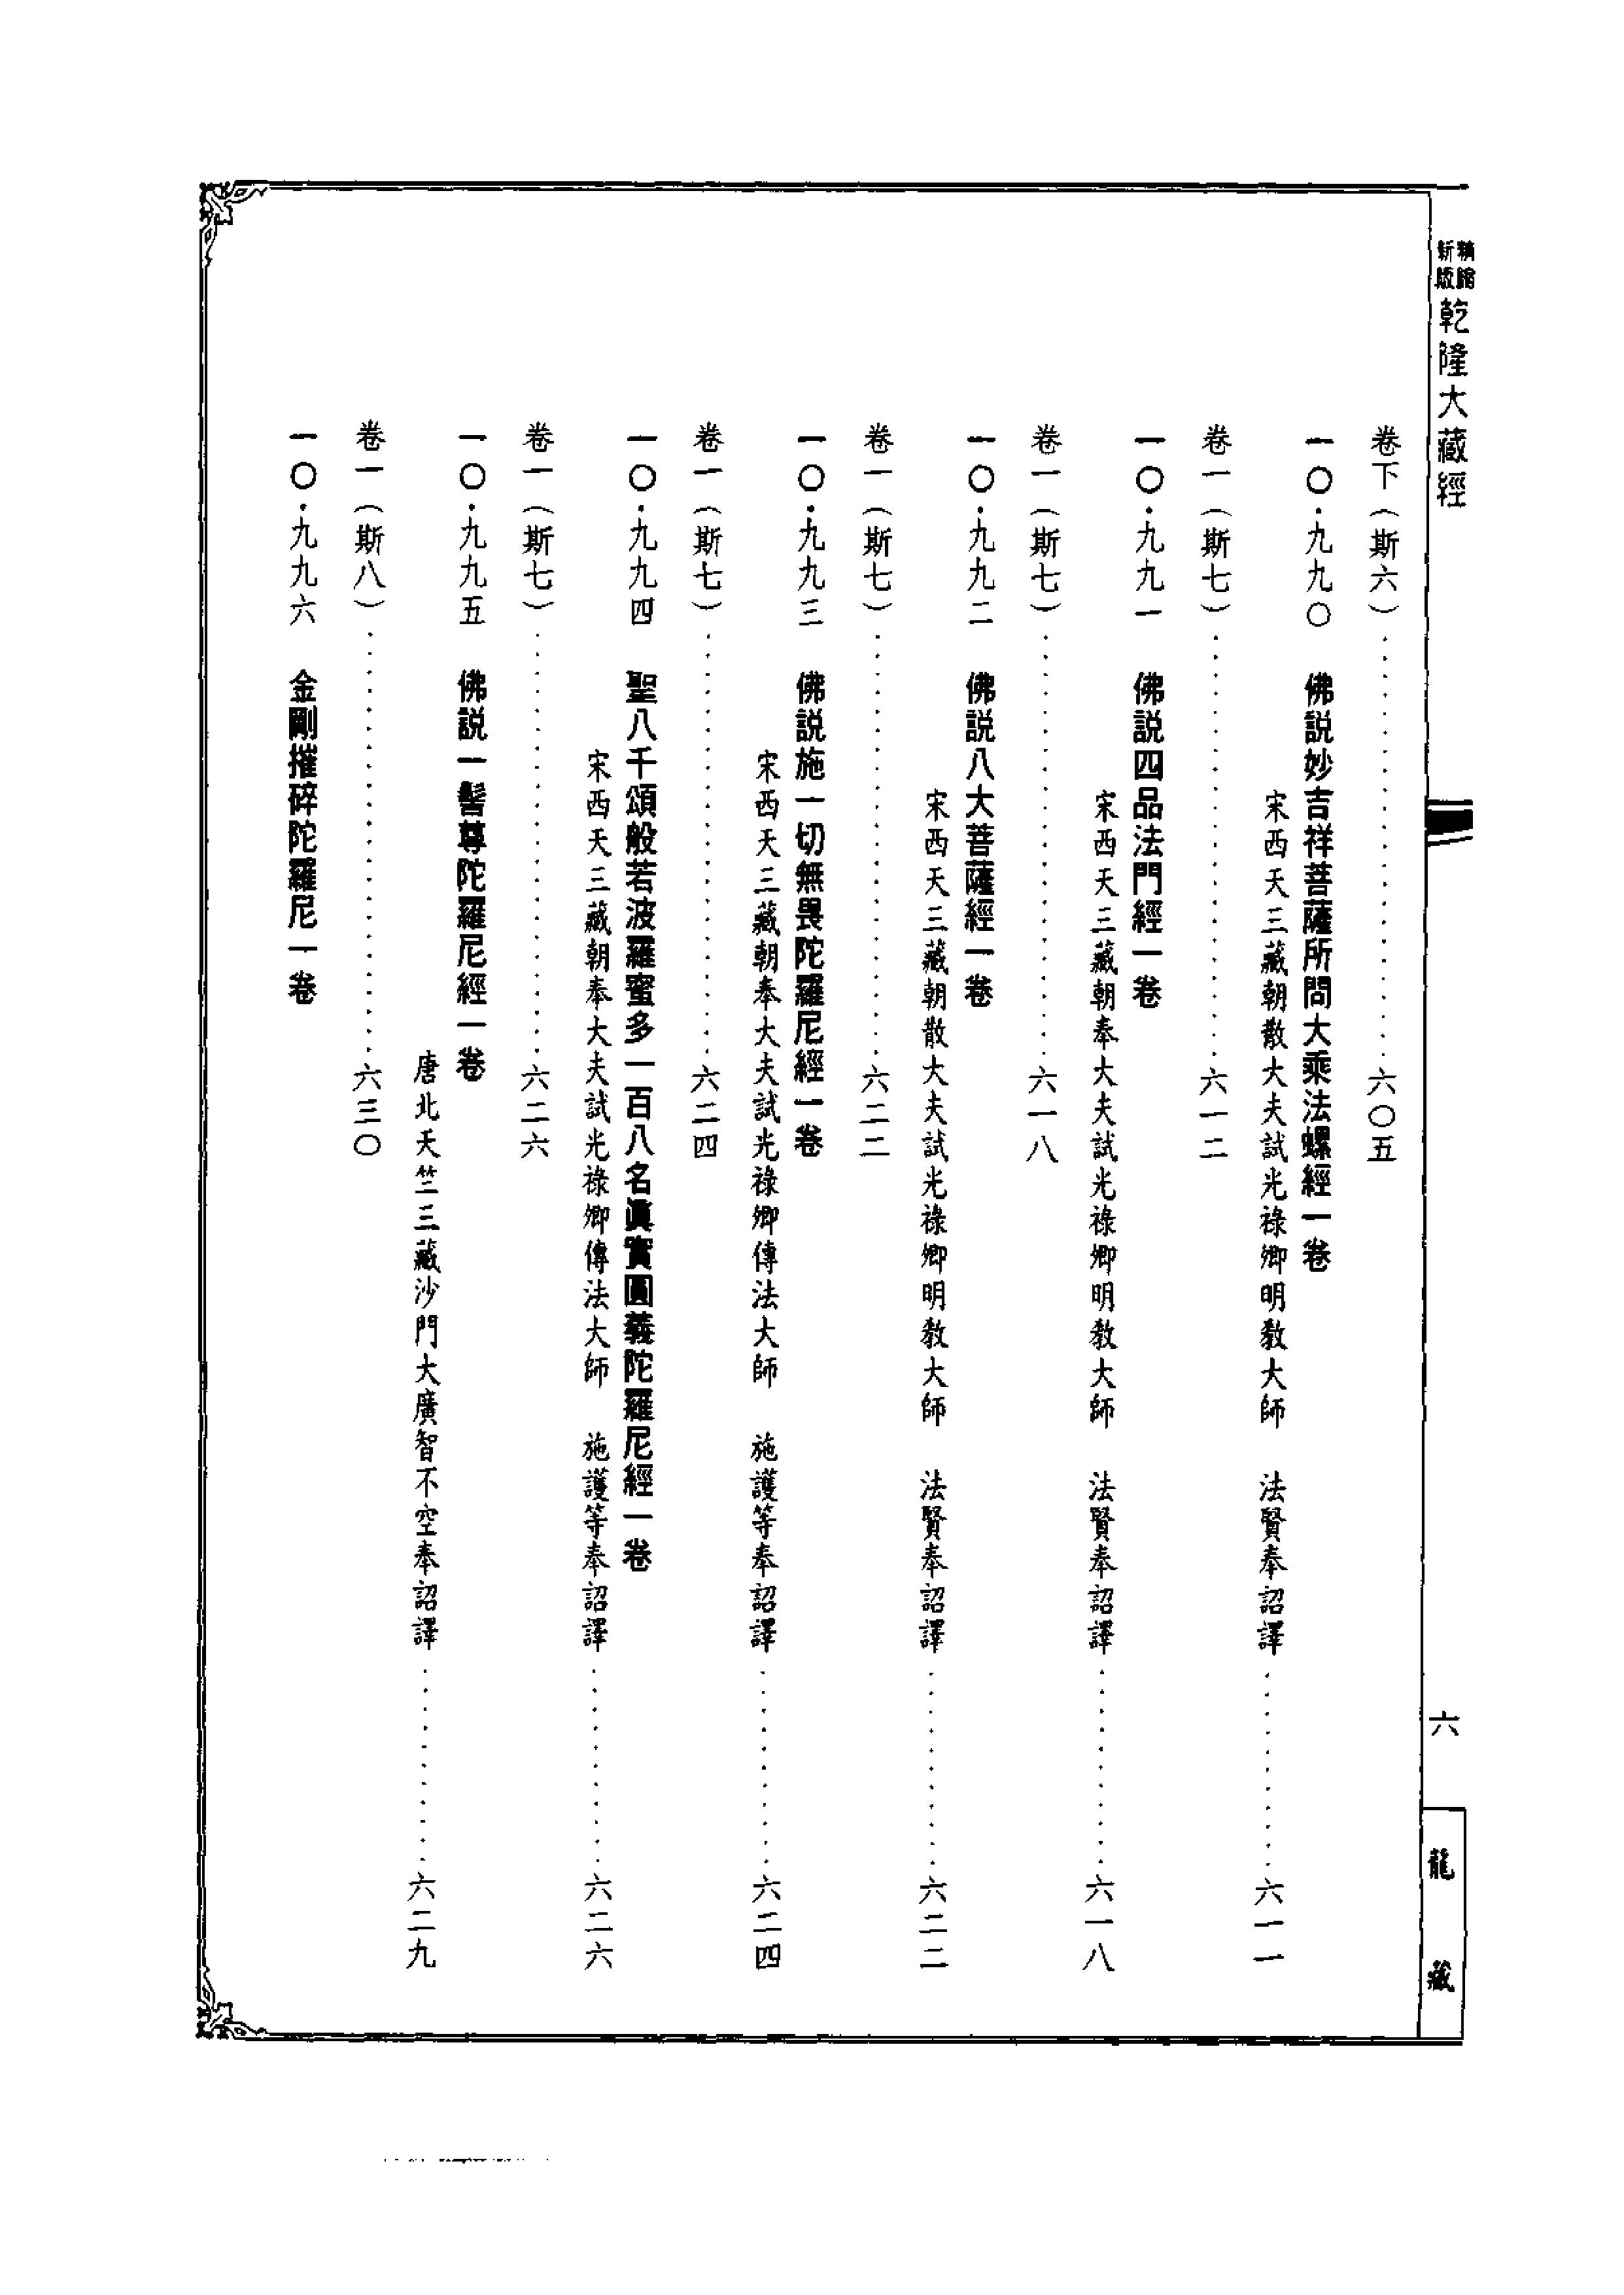 新版 精縮 乾隆大藏經
六
龍藏
卷下（斯六）……………………六〇五
一〇·九九〇 佛説妙吉祥菩薩所問大乘法螺經一卷
宋西天三藏朝散大夫試光祿卿明教大師 法賢奉詔譯…………六一一
卷一（斯七）……………………六一二
一〇·九九一 佛説四品法門經一卷
宋西天三藏朝奉大夫試光祿卿明教大師 法賢奉詔譯…………六一八
卷一（斯七）……………………六一八
一〇·九九二 佛説八大菩薩經一卷
宋西天三藏朝散大夫試光祿卿明教大師 法賢奉詔譯…………六二二
卷一（斯七）……………………六二二
一〇·九九三 佛説施一切無畏陀羅尼經一卷
宋西天三藏朝奉大夫試光祿卿傳法大師 施護等奉詔譯…………六二四
卷一（斯七）……………………六二四
一〇·九九四 聖八千頌般若波羅蜜多一百八名眞實圓義陀羅尼經一卷
宋西天三藏朝奉大夫試光祿卿傳法大師 施護等奉詔譯…………六二六
卷一（斯七）……………………六二六
一〇·九九五 佛説一髻尊陀羅尼經一卷
唐北天竺三藏沙門大廣智不空奉詔譯…………六二九
卷一（斯八）……………………六三〇
一〇·九九六 金剛摧碎陀羅尼一卷